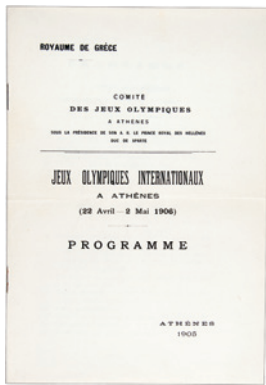 ROYAUME DE GRÈCE
COMITÉ
DES JEUX OLYMPIQUES
A ATHÈNES
SOUS LA PRÉSIDENCE DE SON A. R. LE PRINCE ROYAL DES HELLÈNES
DUC DE SPARTE
JEUX OLYMPIQUES INTERNATIONAUX
A ATHÈNES
(22 Avril—2 Mai 1906)
PROGRAMME
ATHÈNES
1905